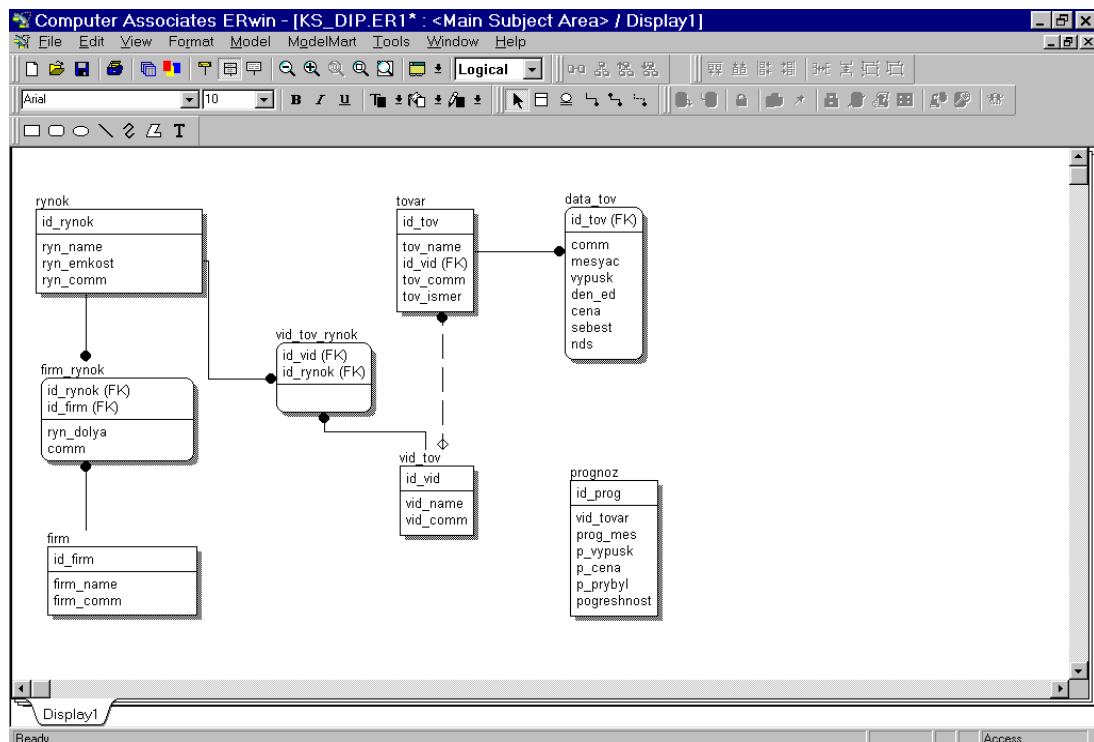 Computer Associates ERwin - [KS_DIP.ER1* : <Main Subject Area> / Display1]
File Edit View Format Model ModelMart Tools Window Help
Logical
Arial 10 B I U
T
rynok
id_rynok
ryn_name
ryn_emkost
ryn_comm
tovar
id_tov
tov_name
id_vid (FK)
tov_comm
tov_ismer
data_tov
id_tov (FK)
comm
mesyac
vypusk
den_ed
cena
sebest
nds
vid_tov_rynok
id_vid (FK)
id_rynok (FK)
firm_rynok
id_rynok (FK)
id_firm (FK)
ryn_dolya
comm
vid_tov
id_vid
vid_name
vid_comm
prognoz
id_prog
vid_tovar
prog_mes
p_vypusk
p_cena
p_prybyl
pogreshnost
firm
id_firm
firm_name
firm_comm
Display1
Ready Access